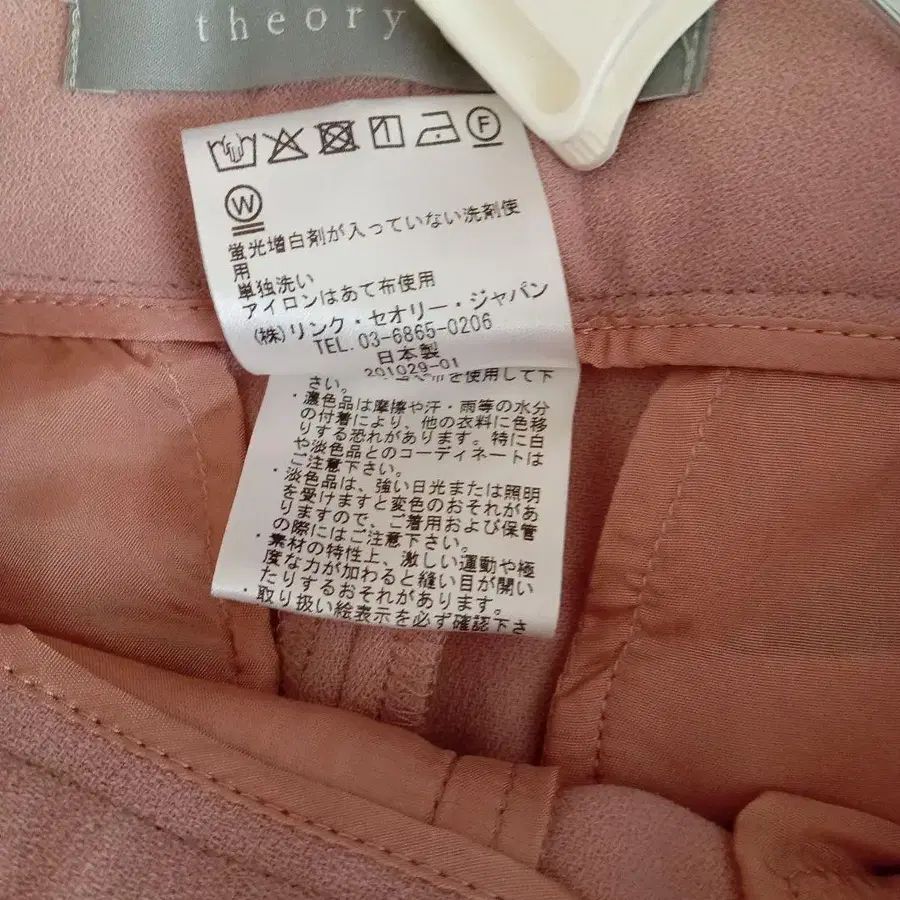 theory
F
W
蛍光増白剤が入っていない洗剤使
用
単独洗い
アイロンはあて布使用
(株)リンク・セオリー・ジャパン
TEL. 03-6865-0206
日本製
201029-01
を使用して下
さい。
・濃色品は摩擦や汗・雨等の水分
の付着により、他の衣料に色移
りする恐れがあります。特に白
や淡色品とのコーディネートは
ご注意下さい。
・淡色品は、強い日光または照明
を受けますと変色のおそれがあ
りますので、ご着用および保管
の際にはご注意下さい。
・素材の特性上、激しい運動や極
度な力が加わると縫い目が開い
たりするおそれがあります。
・取り扱い絵表示を必ず確認下さ